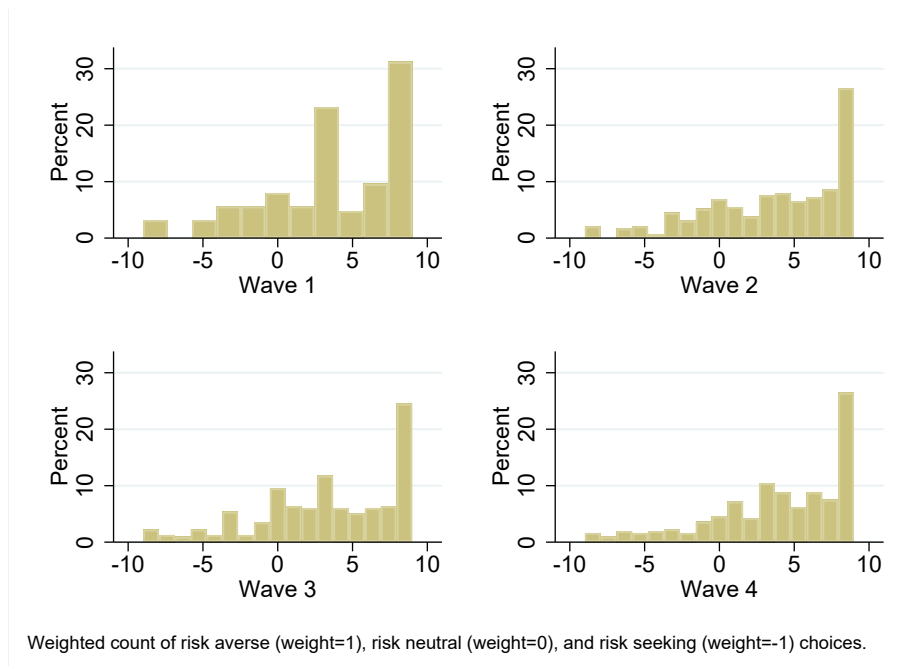 30
20
10
0
Percent
-10 -5 0 5 10
Wave 1
30
20
10
0
Percent
-10 -5 0 5 10
Wave 2
30
20
10
0
Percent
-10 -5 0 5 10
Wave 3
30
20
10
0
Percent
-10 -5 0 5 10
Wave 4
Weighted count of risk averse (weight=1), risk neutral (weight=0), and risk seeking (weight=-1) choices.